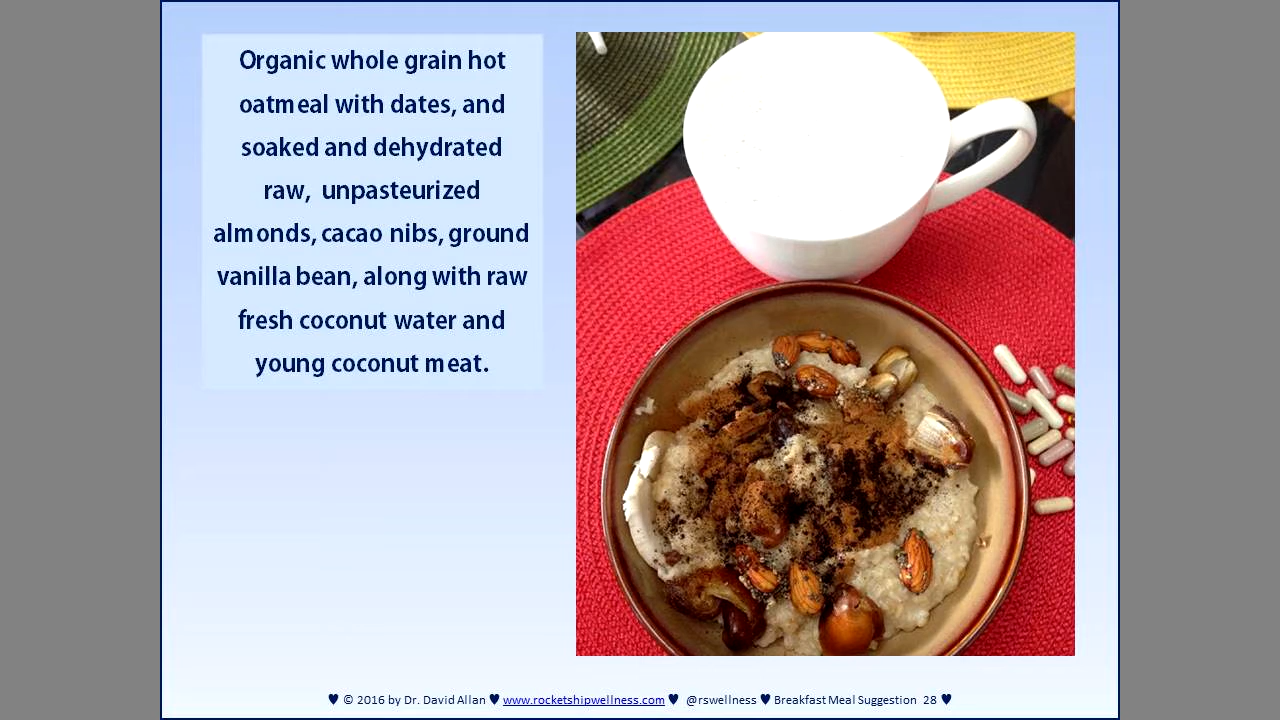 Organic whole grain hot
oatmeal with dates, and
soaked and dehydrated
raw,  unpasteurized
almonds, cacao nibs, ground
vanilla bean, along with raw
fresh coconut water and
young coconut meat.
♥ © 2016 by Dr. David Allan ♥ www.rocketshipwellness.com ♥ @rswellness ♥ Breakfast Meal Suggestion 28 ♥